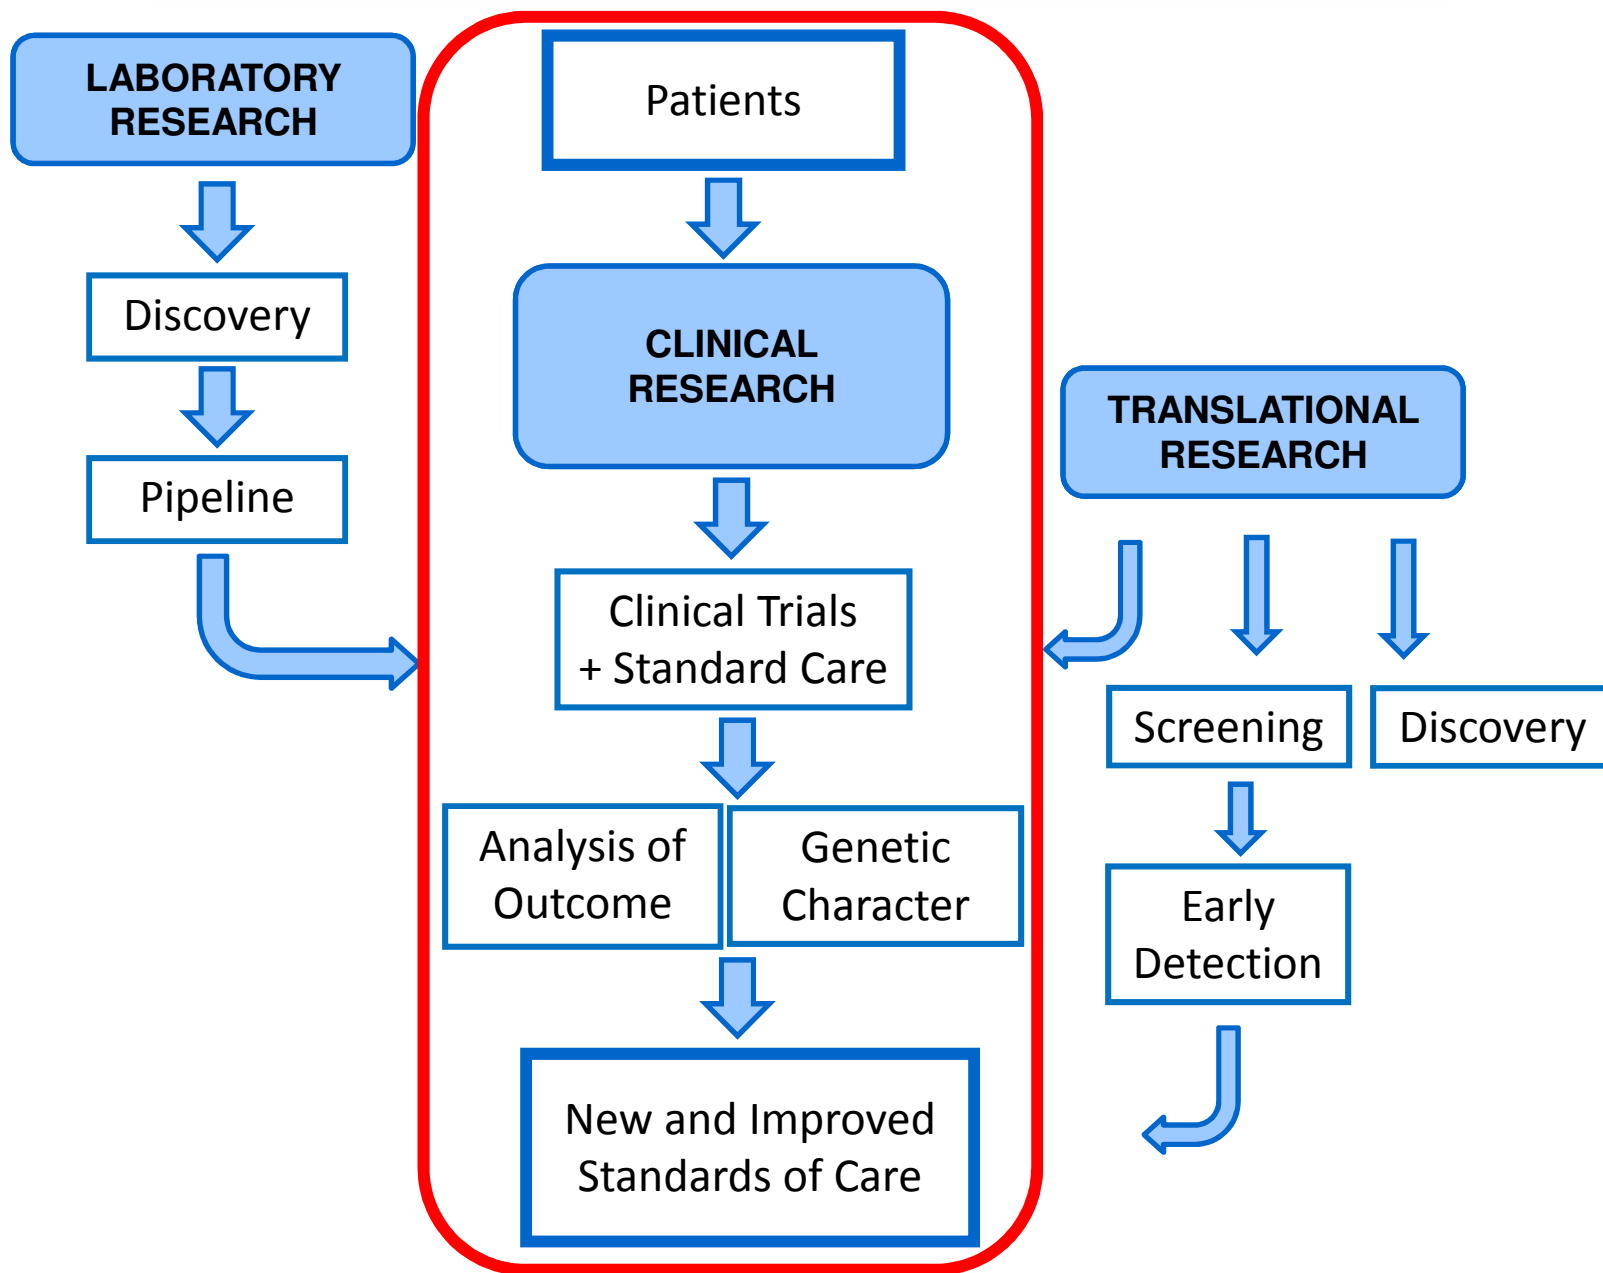 LABORATORY
RESEARCH
Discovery
Pipeline
Patients
CLINICAL
RESEARCH
Clinical Trials
+ Standard Care
Analysis of
Outcome
Genetic
Character
New and Improved
Standards of Care
TRANSLATIONAL
RESEARCH
Screening
Discovery
Early
Detection